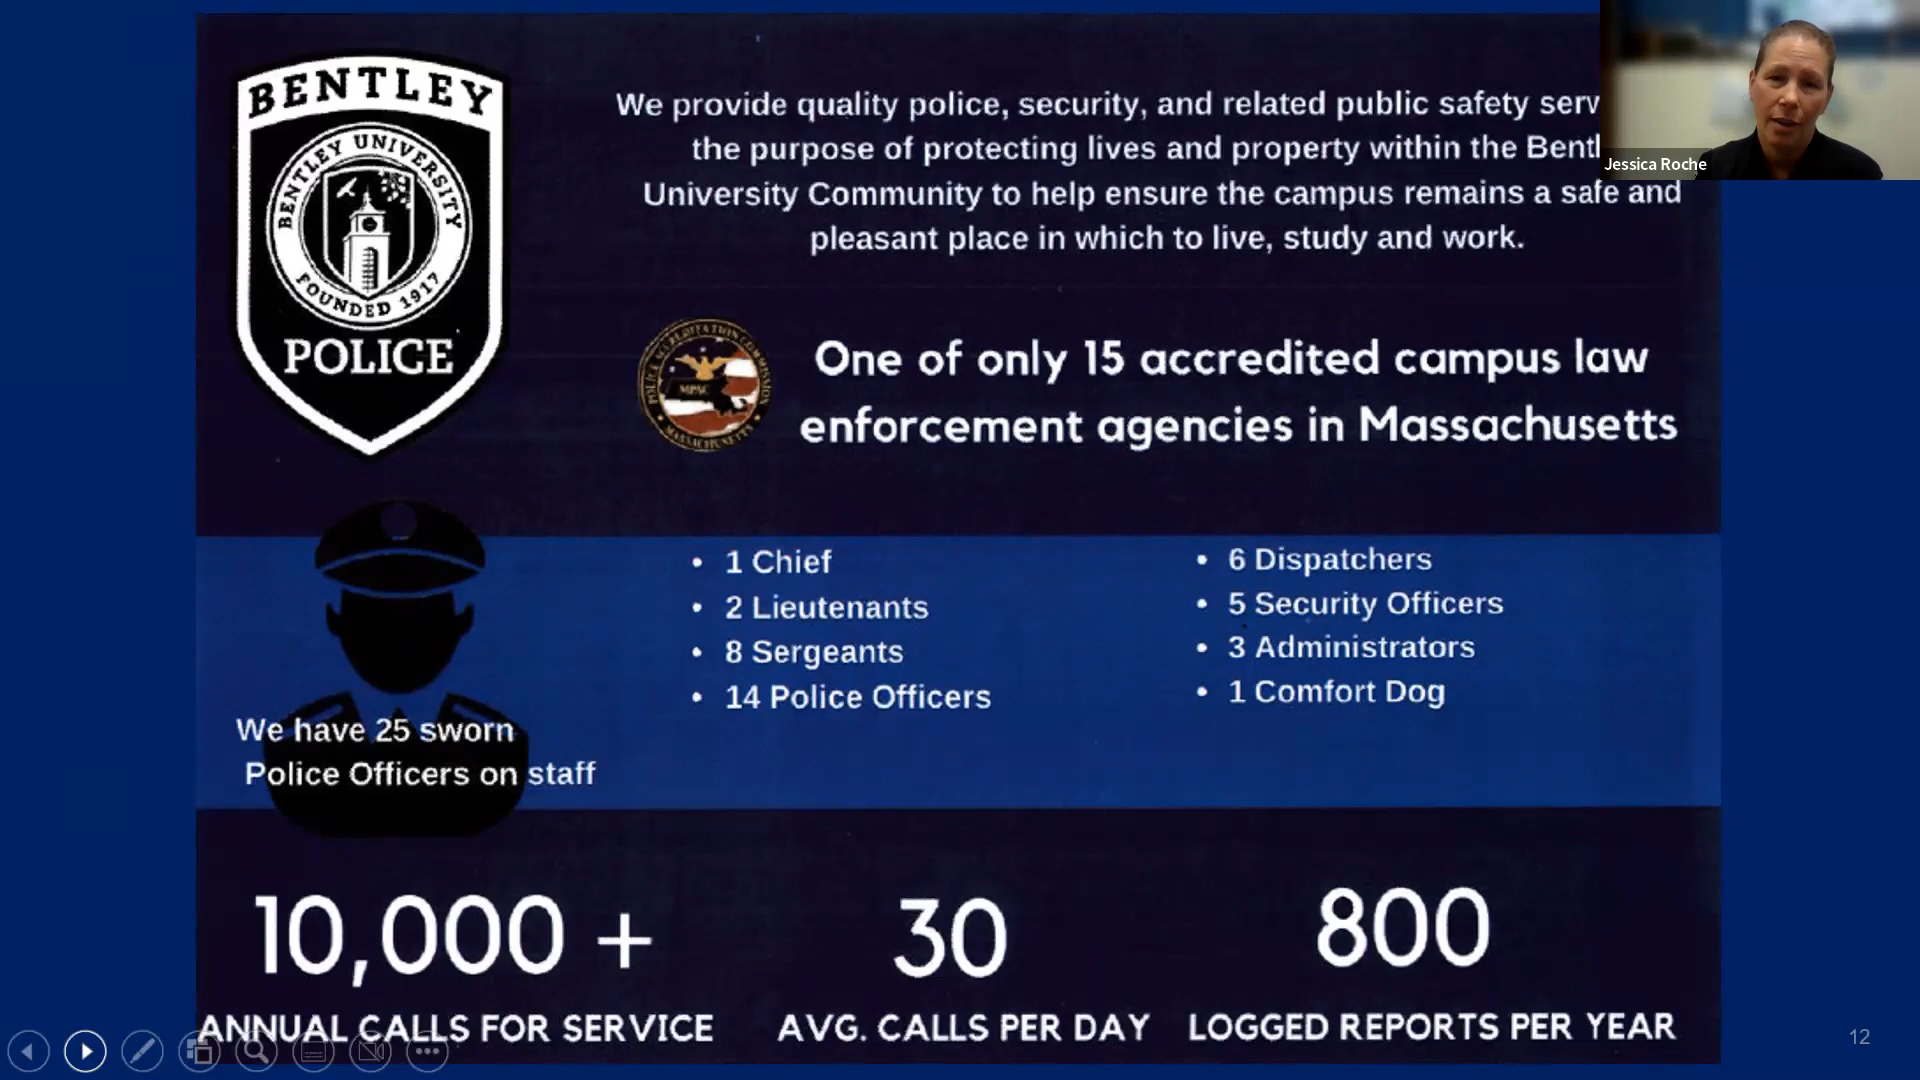 BENTLEY
BENTLEY UNIVERSITY
FOUNDED 1917
POLICE
We provide quality police, security, and related public safety serv
the purpose of protecting lives and property within the Bentl
University Community to help ensure the campus remains a safe and
pleasant place in which to live, study and work.
Jessica Roche
POLICE ACCREDITATION COMMISSION
MPAC
MASSACHUSETTS
One of only 15 accredited campus law
enforcement agencies in Massachusetts
We have 25 sworn
Police Officers on staff
• 1 Chief
• 2 Lieutenants
• 8 Sergeants
• 14 Police Officers
• 6 Dispatchers
• 5 Security Officers
• 3 Administrators
• 1 Comfort Dog
10,000 +
ANNUAL CALLS FOR SERVICE
30
AVG. CALLS PER DAY
800
LOGGED REPORTS PER YEAR
12